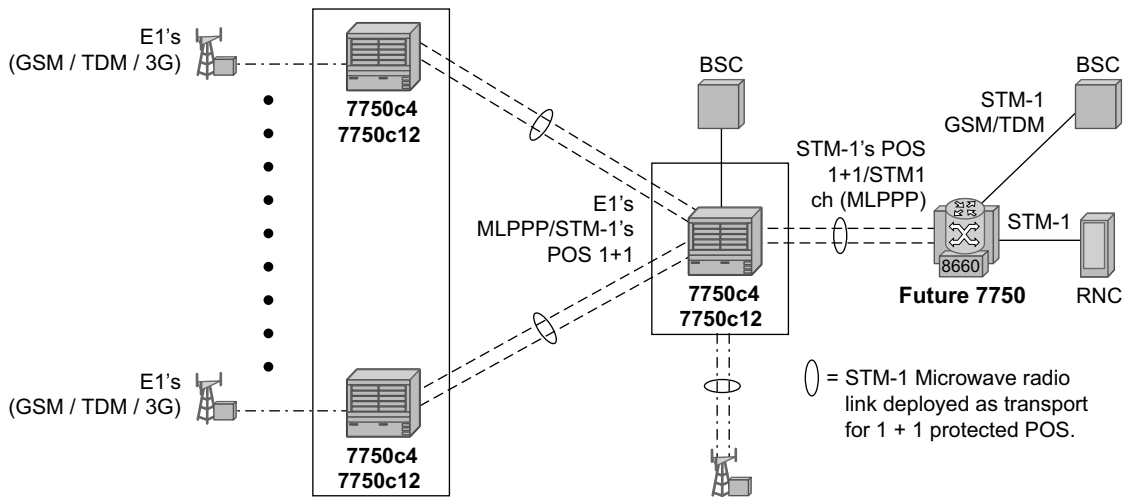 E1's
(GSM / TDM / 3G)
7750c4
7750c12
BSC
BSC
STM-1
GSM/TDM
STM-1's POS
1+1/STM1
ch (MLPPP)
E1's
MLPPP/STM-1's
POS 1+1
STM-1
8660
7750c4
7750c12
Future 7750
RNC
E1's
(GSM / TDM / 3G)
7750c4
7750c12
= STM-1 Microwave radio
link deployed as transport
for 1 + 1 protected POS.